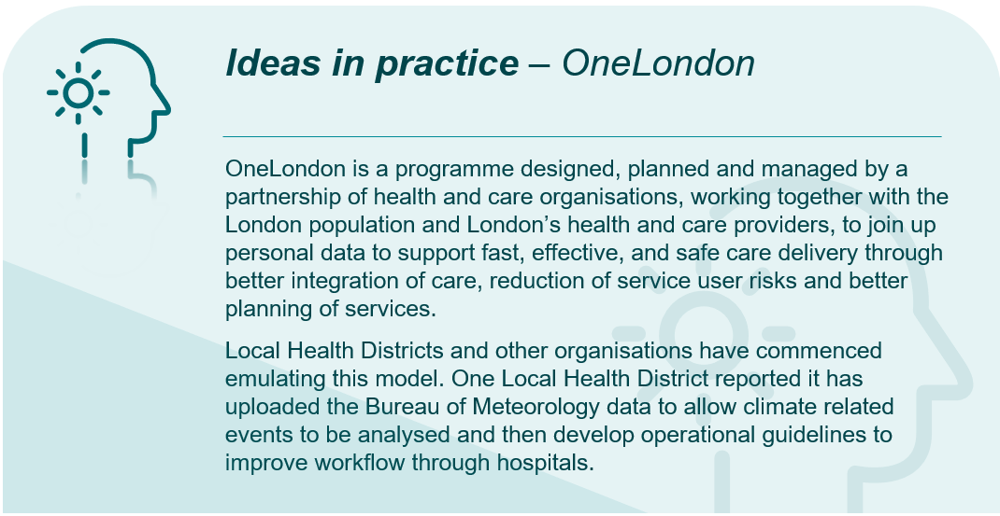 Ideas in practice – OneLondon
OneLondon is a programme designed, planned and managed by a
partnership of health and care organisations, working together with the
London population and London’s health and care providers, to join up
personal data to support fast, effective, and safe care delivery through
better integration of care, reduction of service user risks and better
planning of services.
Local Health Districts and other organisations have commenced
emulating this model. One Local Health District reported it has
uploaded the Bureau of Meteorology data to allow climate related
events to be analysed and then develop operational guidelines to
improve workflow through hospitals.